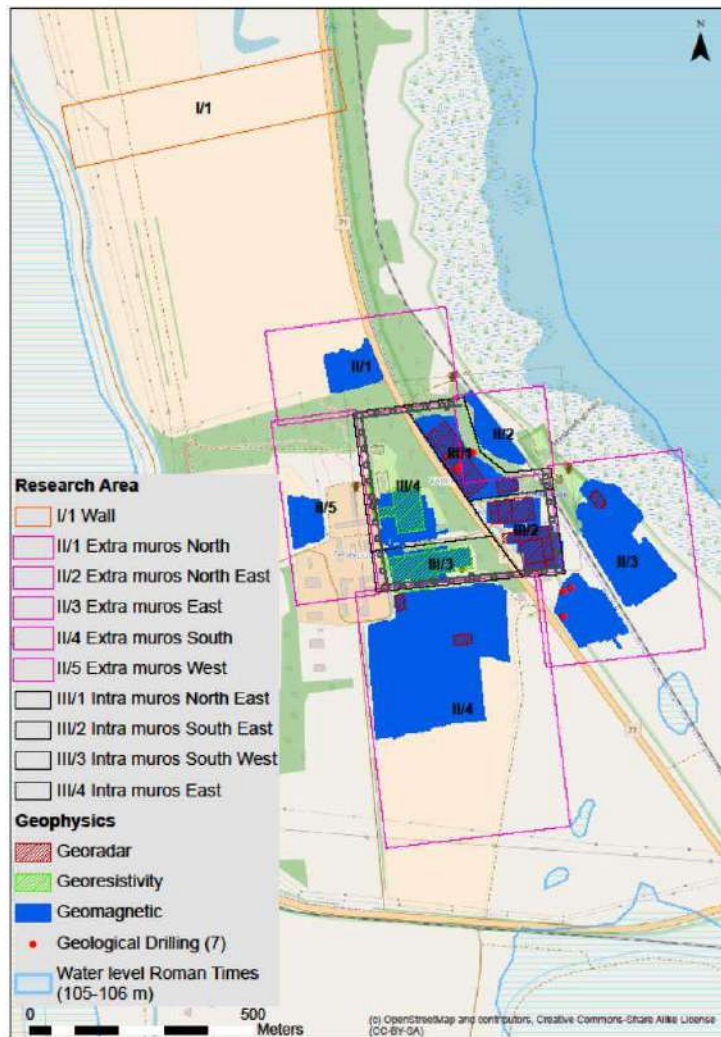 N
I/1
71
II/1
II/2
III/1
III/4
II/5
III/2
II/3
III/3
II/4
71
Research Area
I/1 Wall
II/1 Extra muros North
II/2 Extra muros North East
II/3 Extra muros East
II/4 Extra muros South
II/5 Extra muros West
III/1 Intra muros North East
III/2 Intra muros South East
III/3 Intra muros South West
III/4 Intra muros East
Geophysics
Georadar
Georesistivity
Geomagnetic
Geological Drilling (7)
Water level Roman Times
(105-106 m)
0 500
Meters
(c) OpenStreetMap and contributors, Creative Commons-Share Alike License
(CC-BY-SA)